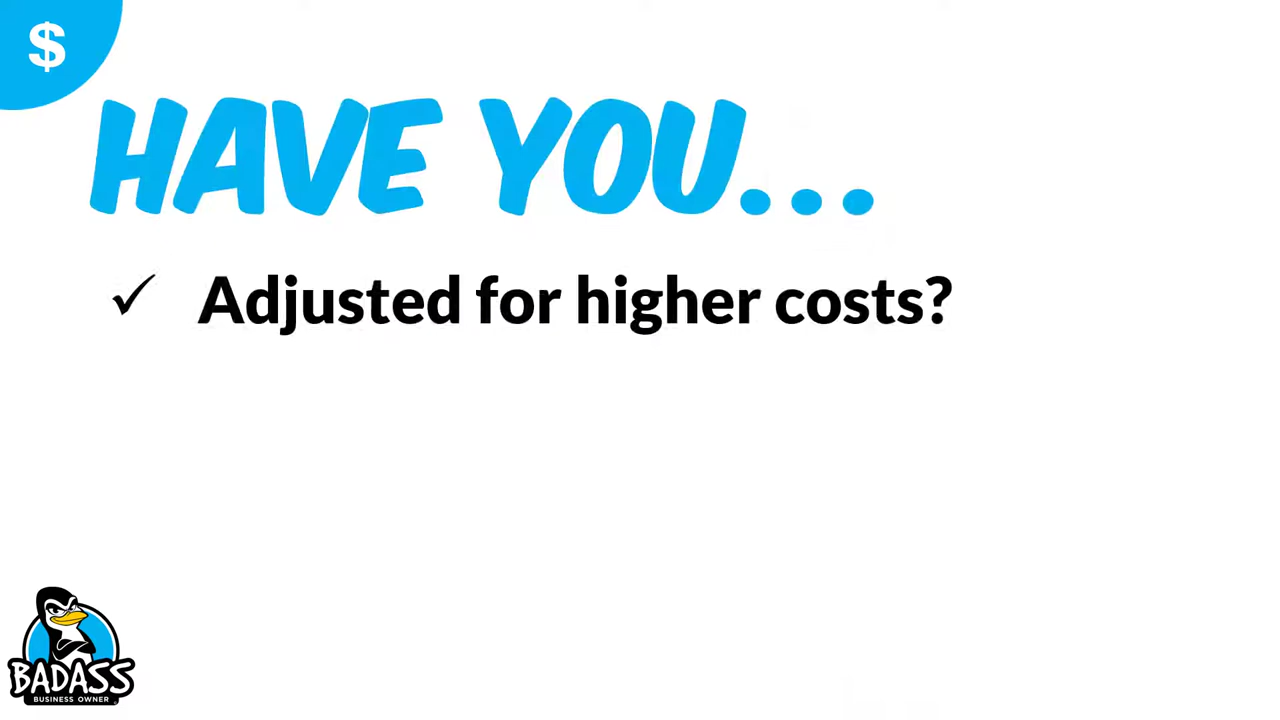 $
HAVE YOU...
✓ Adjusted for higher costs?
BADASS
BUSINESS OWNER